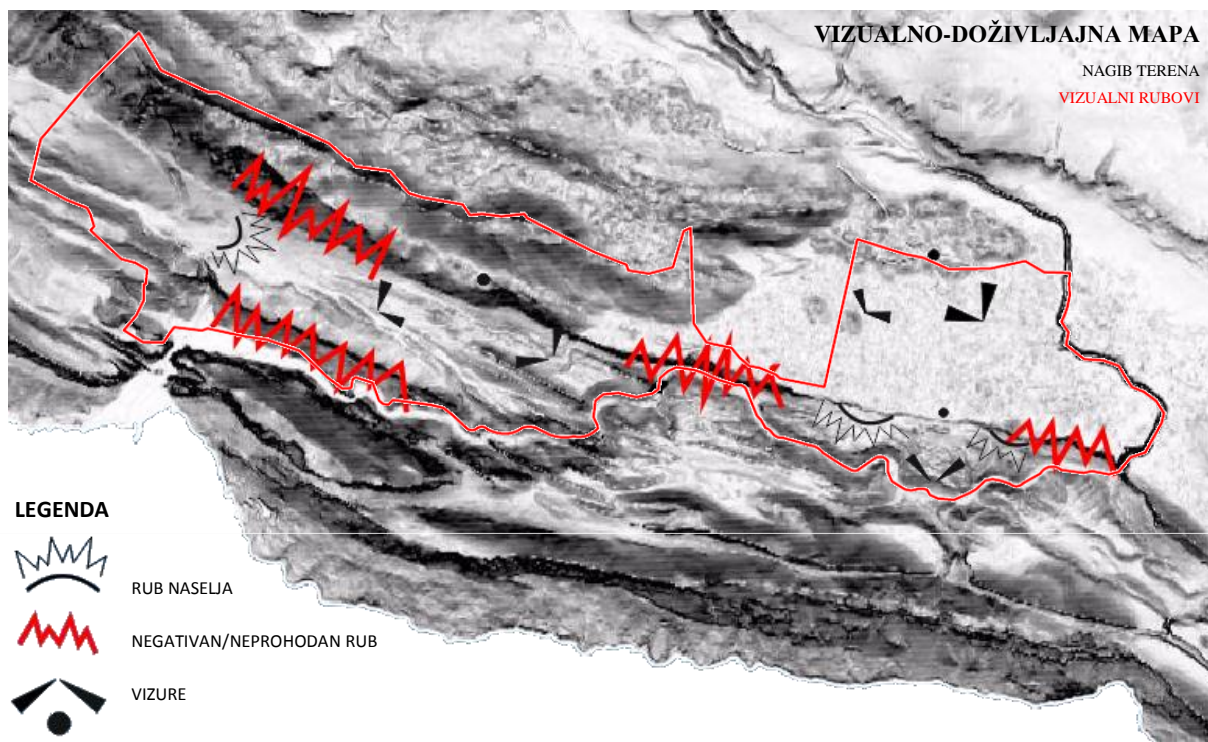 VIZUALNO-DOŽIVLJAJNA MAPA
NAGIB TERENA
VIZUALNI RUBOVI
LEGENDA
RUB NASELJA
NEGATIVAN/NEPROHODAN RUB
VIZURE